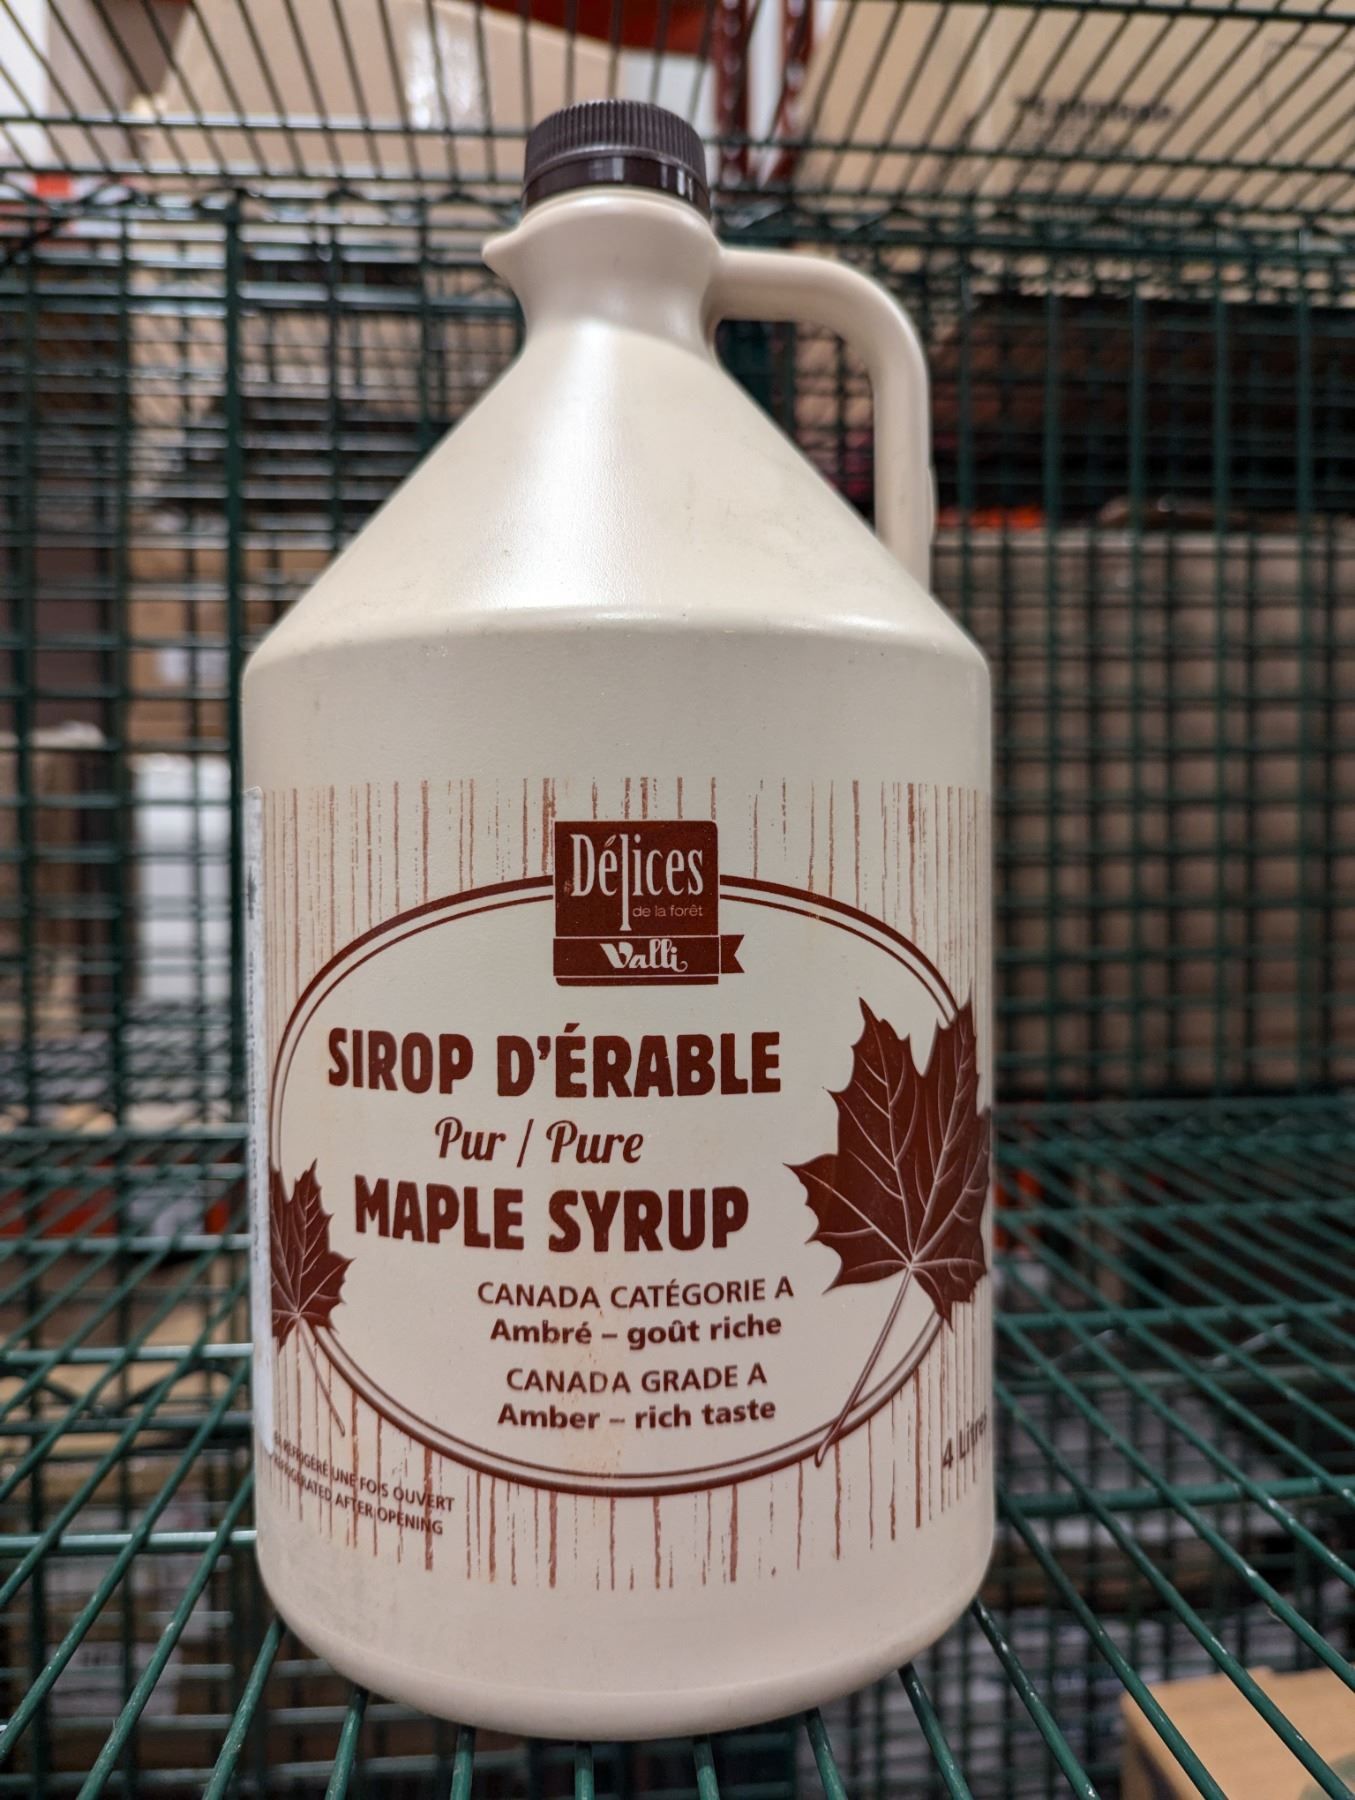 Délices
de la forêt
Valli
SIROP D'ÉRABLE
Pur / Pure
MAPLE SYRUP
CANADA CATÉGORIE A
Ambré – goût riche
CANADA GRADE A
Amber – rich taste
4 Litres
RÉFRIGÉRÉ UNE FOIS OUVERT
REFRIGERATED AFTER OPENING